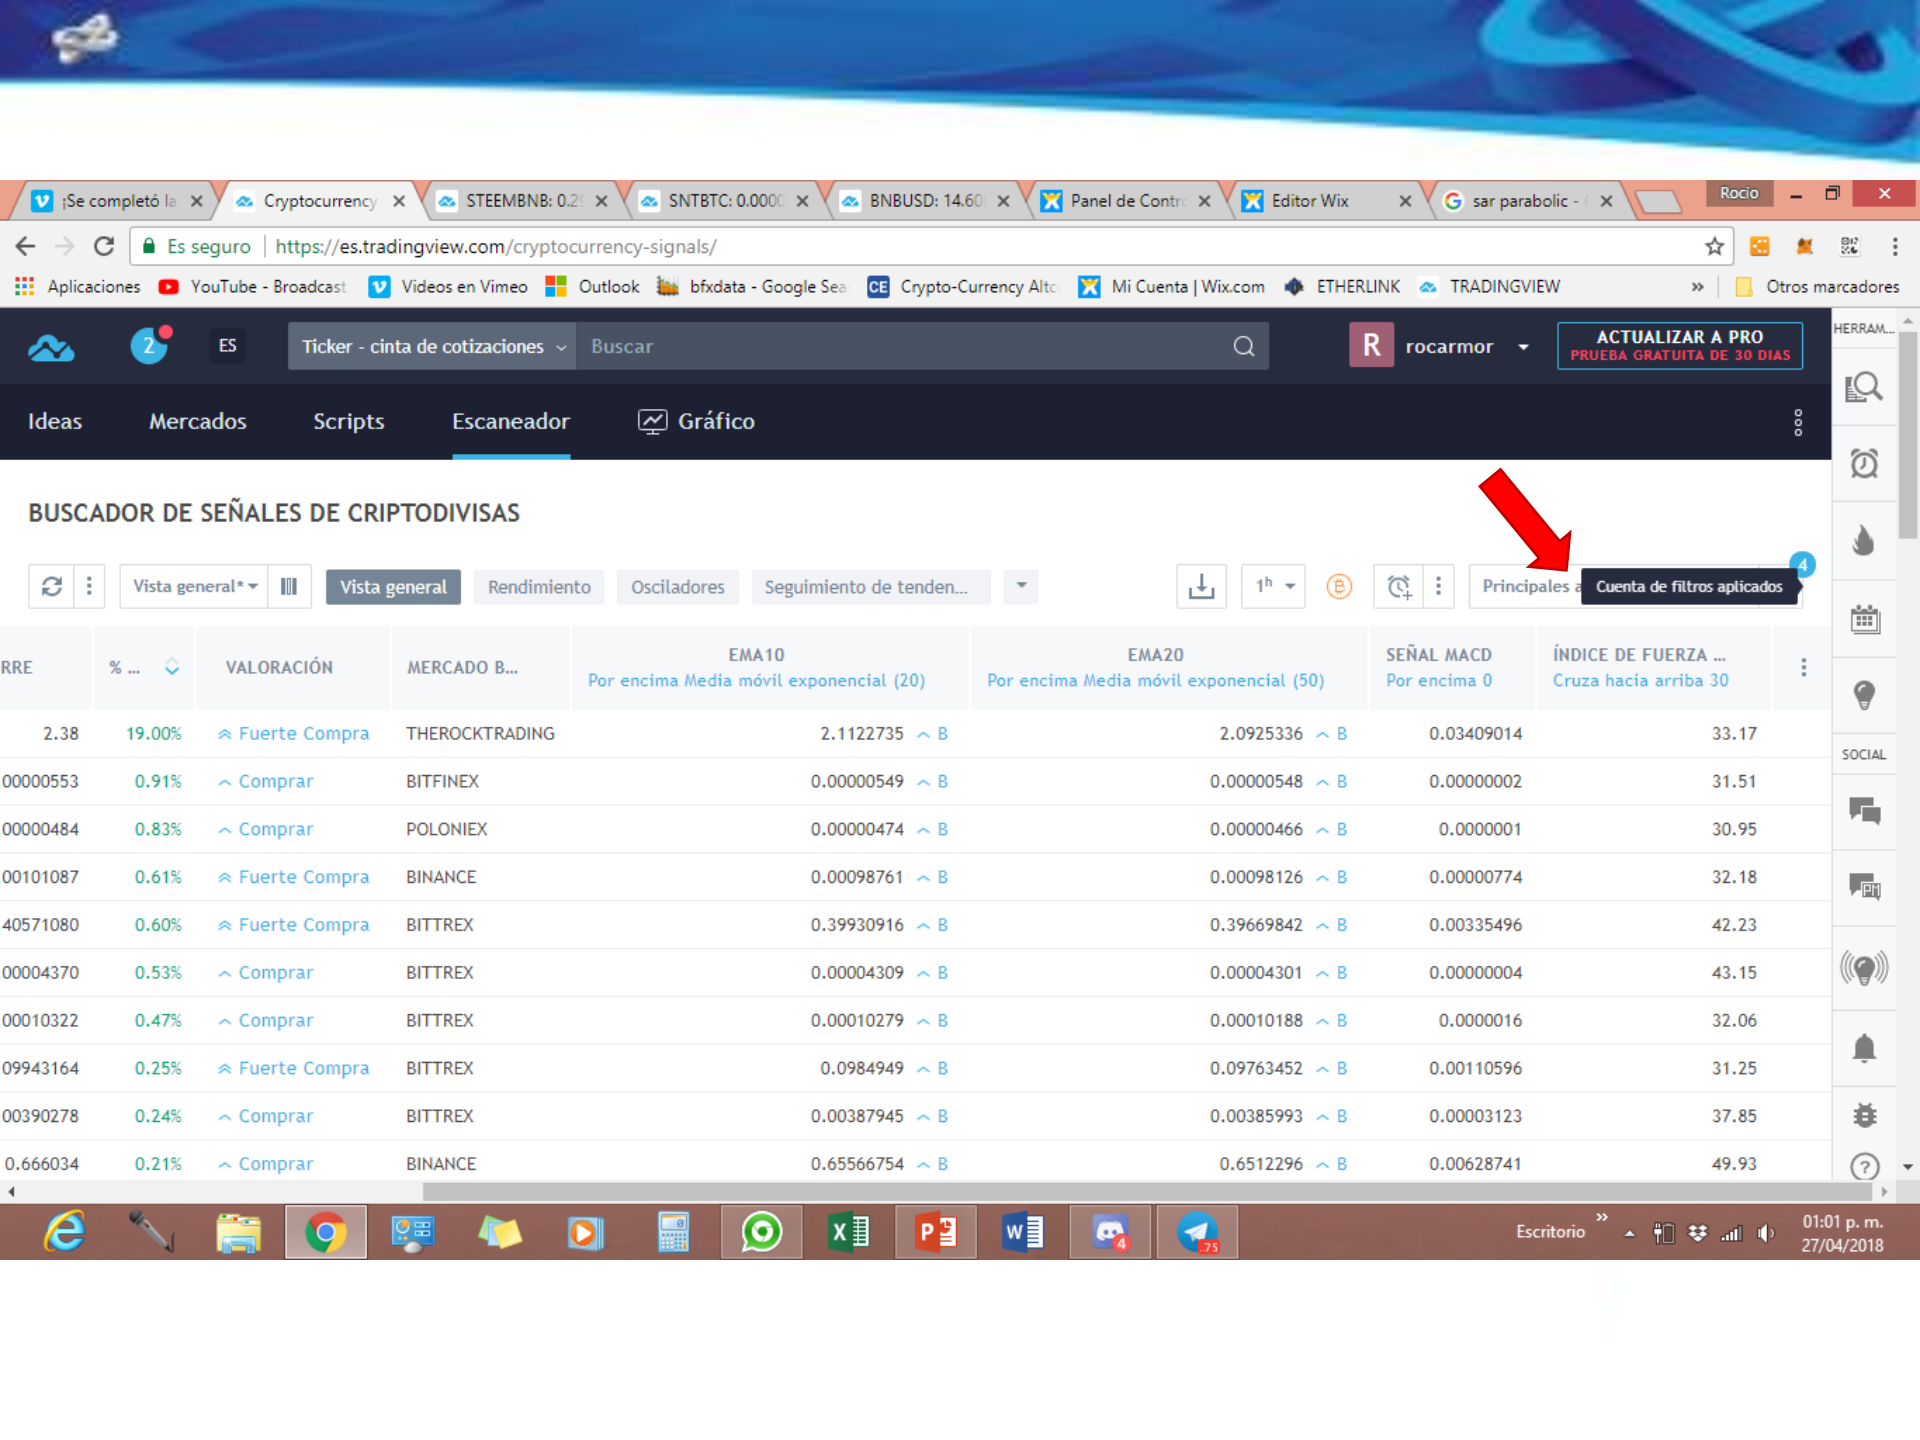 ¡Se completó la
Cryptocurrency
STEEMBNB: 0.2
SNTBTC: 0.0000
BNBUSD: 14.60
Panel de Contr
Editor Wix
sar parabolic -
Rocio
Es seguro
https://es.tradingview.com/cryptocurrency-signals/
Aplicaciones
YouTube - Broadcast
Videos en Vimeo
Outlook
bfxdata - Google Sea
CE Crypto-Currency Altc
Mi Cuenta | Wix.com
ETHERLINK
TRADINGVIEW
»
Otros marcadores
2
ES
Ticker - cinta de cotizaciones
Buscar
R
rocarmor
ACTUALIZAR A PRO
PRUEBA GRATUITA DE 30 DIAS
HERRAM...
Ideas
Mercados
Scripts
Escaneador
Gráfico
BUSCADOR DE SEÑALES DE CRIPTODIVISAS
Vista general*
Vista general
Rendimiento
Osciladores
Seguimiento de tenden...
1h
Principales a
Cuenta de filtros aplicados
4
RRE
% ...
VALORACIÓN
MERCADO B...
EMA10
Por encima Media móvil exponencial (20)
EMA20
Por encima Media móvil exponencial (50)
SEÑAL MACD
Por encima 0
ÍNDICE DE FUERZA ...
Cruza hacia arriba 30
2.38 19.00% Fuerte Compra THEROCKTRADING 2.1122735 B 2.0925336 B 0.03409014 33.17
00000553 0.91% Comprar BITFINEX 0.00000549 B 0.00000548 B 0.00000002 31.51
00000484 0.83% Comprar POLONIEX 0.00000474 B 0.00000466 B 0.0000001 30.95
00101087 0.61% Fuerte Compra BINANCE 0.00098761 B 0.00098126 B 0.00000774 32.18
40571080 0.60% Fuerte Compra BITTREX 0.39930916 B 0.39669842 B 0.00335496 42.23
00004370 0.53% Comprar BITTREX 0.00004309 B 0.00004301 B 0.00000004 43.15
00010322 0.47% Comprar BITTREX 0.00010279 B 0.00010188 B 0.0000016 32.06
09943164 0.25% Fuerte Compra BITTREX 0.0984949 B 0.09763452 B 0.00110596 31.25
00390278 0.24% Comprar BITTREX 0.00387945 B 0.00385993 B 0.00003123 37.85
0.666034 0.21% Comprar BINANCE 0.65566754 B 0.6512296 B 0.00628741 49.93
SOCIAL
PM
4
..75
Escritorio
»
01:01 p. m.
27/04/2018